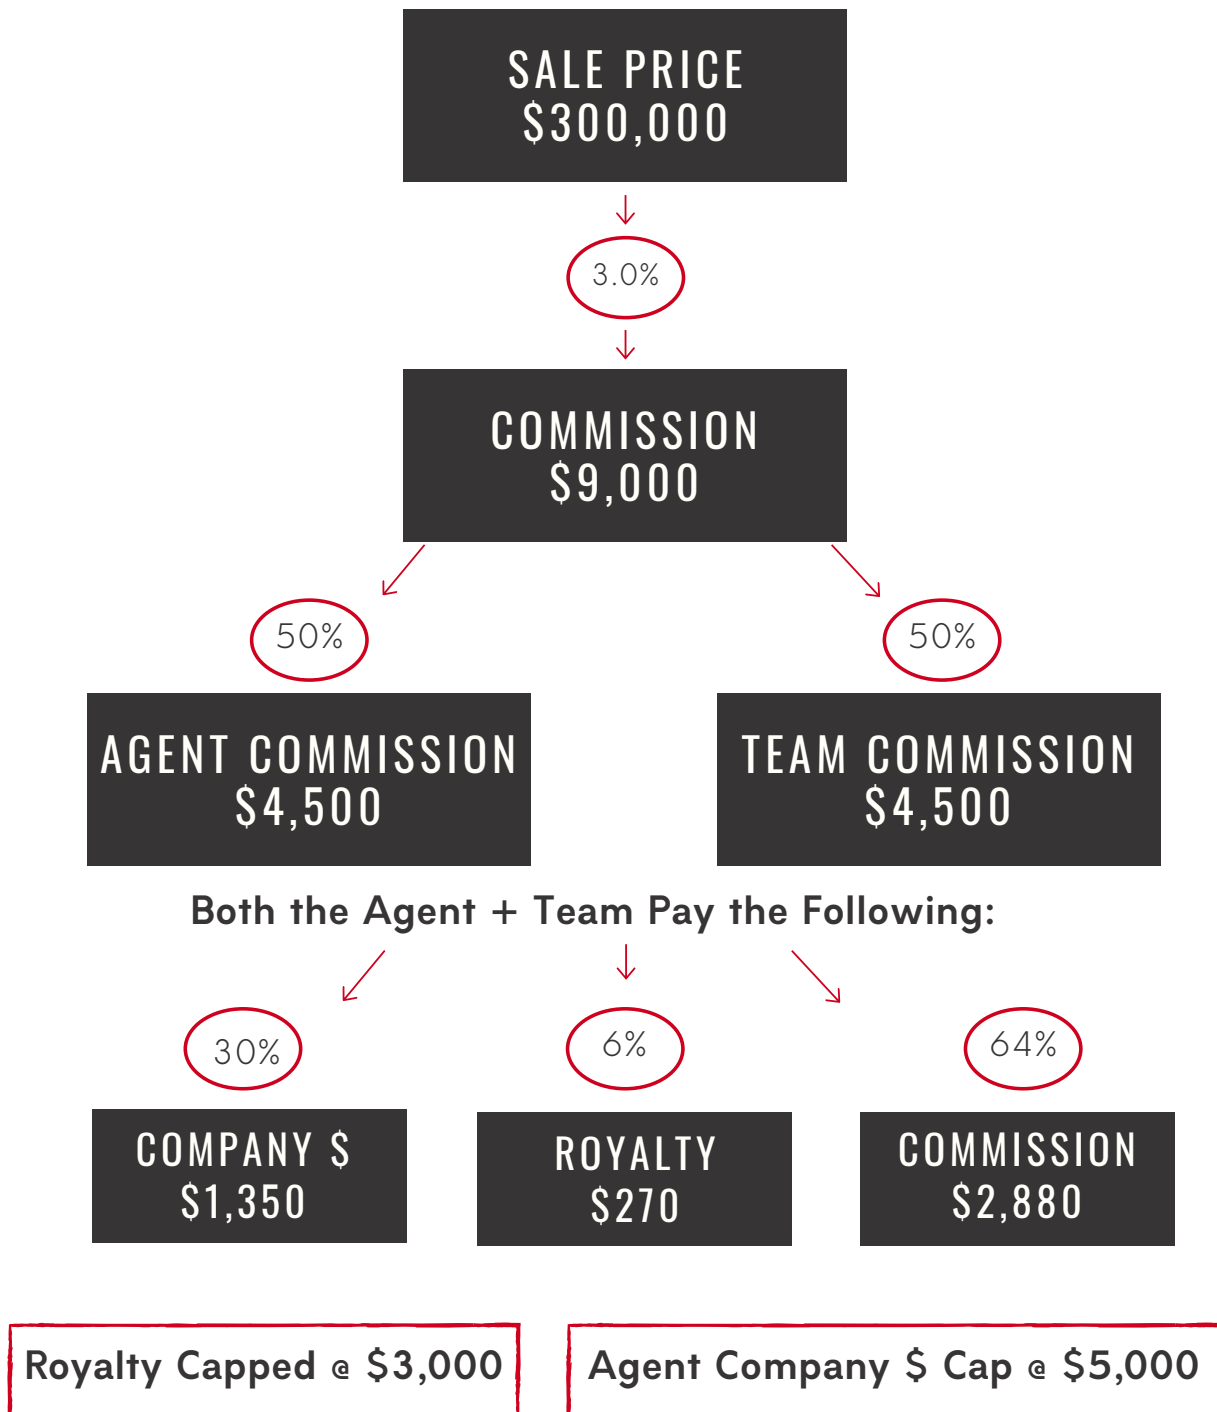 SALE PRICE
$300,000
3.0%
COMMISSION
$9,000
50%
50%
AGENT COMMISSION
$4,500
TEAM COMMISSION
$4,500
Both the Agent + Team Pay the Following:
30%
6%
64%
COMPANY $
$1,350
ROYALTY
$270
COMMISSION
$2,880
Royalty Capped @ $3,000
Agent Company $ Cap @ $5,000